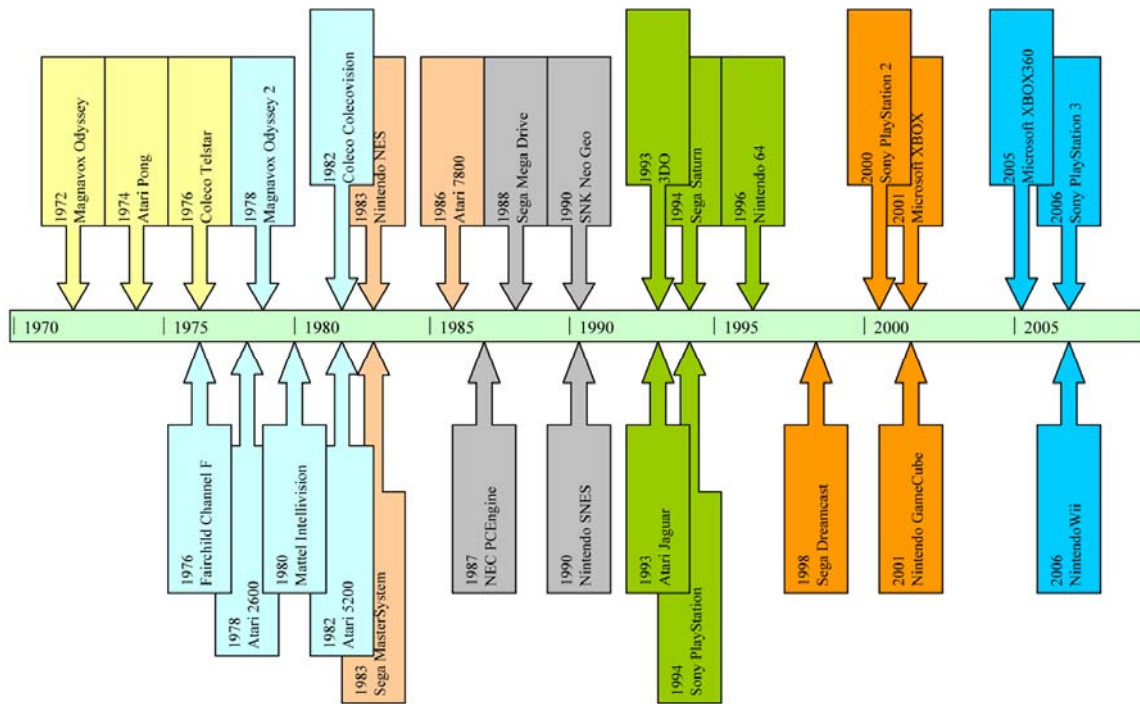 1972
Magnavox Odyssey
1974
Atari Pong
1976
Coleco Telstar
1978
Magnavox Odyssey 2
1982
Coleco Colecovision
1983
Nintendo NES
1986
Atari 7800
1988
Sega Mega Drive
1990
SNK Neo Geo
1993
3DO
1994
Sega Saturn
1996
Nintendo 64
2000
Sony PlayStation 2
2001
Microsoft XBOX
2005
Microsoft XBOX360
2006
Sony PlayStation 3
1970
1975
1980
1985
1990
1995
2000
2005
1976
Fairchild Channel F
1978
Atari 2600
1980
Mattel Intellivision
1982
Atari 5200
1983
Sega MasterSystem
1987
NEC PCEngine
1990
Nintendo SNES
1993
Atari Jaguar
1994
Sony PlayStation
1998
Sega Dreamcast
2001
Nintendo GameCube
2006
NintendoWii